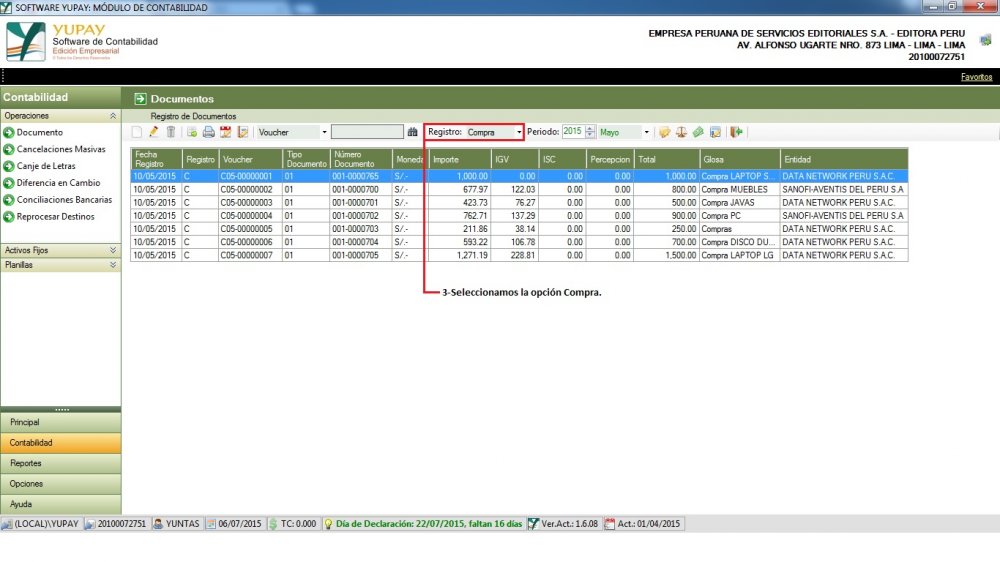 SOFTWARE YUPAY: MÓDULO DE CONTABILIDAD
YUPAY
Software de Contabilidad
Edición Empresarial
© Todos los Derechos Reservados
EMPRESA PERUANA DE SERVICIOS EDITORIALES S.A. - EDITORA PERU
AV. ALFONSO UGARTE NRO. 873 LIMA - LIMA - LIMA
20100072751
Favoritos
Contabilidad
Operaciones
Documento
Cancelaciones Masivas
Canje de Letras
Diferencia en Cambio
Conciliaciones Bancarias
Reprocesar Destinos
Activos Fijos
Planillas
Principal
Contabilidad
Reportes
Opciones
Ayuda
Documentos
Registro de Documentos
Voucher Registro: Compra Periodo: 2015 Mayo
Fecha Registro Registro Voucher Tipo Documento Número Documento Moneda Importe IGV ISC Percepcion Total Glosa Entidad
10/05/2015 C C05-00000001 01 001-0000765 S/.- 1,000.00 0.00 0.00 0.00 1,000.00 Compra LAPTOP S... DATA NETWORK PERU S.A.C.
10/05/2015 C C05-00000002 01 001-0000700 S/.- 677.97 122.03 0.00 0.00 800.00 Compra MUEBLES SANOFI-AVENTIS DEL PERU S.A
10/05/2015 C C05-00000003 01 001-0000701 S/.- 423.73 76.27 0.00 0.00 500.00 Compra JAVAS DATA NETWORK PERU S.A.C.
10/05/2015 C C05-00000004 01 001-0000702 S/.- 762.71 137.29 0.00 0.00 900.00 Compra PC SANOFI-AVENTIS DEL PERU S.A
10/05/2015 C C05-00000005 01 001-0000703 S/.- 211.86 38.14 0.00 0.00 250.00 Compras DATA NETWORK PERU S.A.C.
10/05/2015 C C05-00000006 01 001-0000704 S/.- 593.22 106.78 0.00 0.00 700.00 Compra DISCO DU... DATA NETWORK PERU S.A.C.
10/05/2015 C C05-00000007 01 001-0000705 S/.- 1,271.19 228.81 0.00 0.00 1,500.00 Compra LAPTOP LG DATA NETWORK PERU S.A.C.
3-Seleccionamos la opción Compra.
(LOCAL)\YUPAY 20100072751 YUNTAS 06/07/2015 TC: 0.000 Día de Declaración: 22/07/2015, faltan 16 días Ver.Act.: 1.6.08 Act.: 01/04/2015